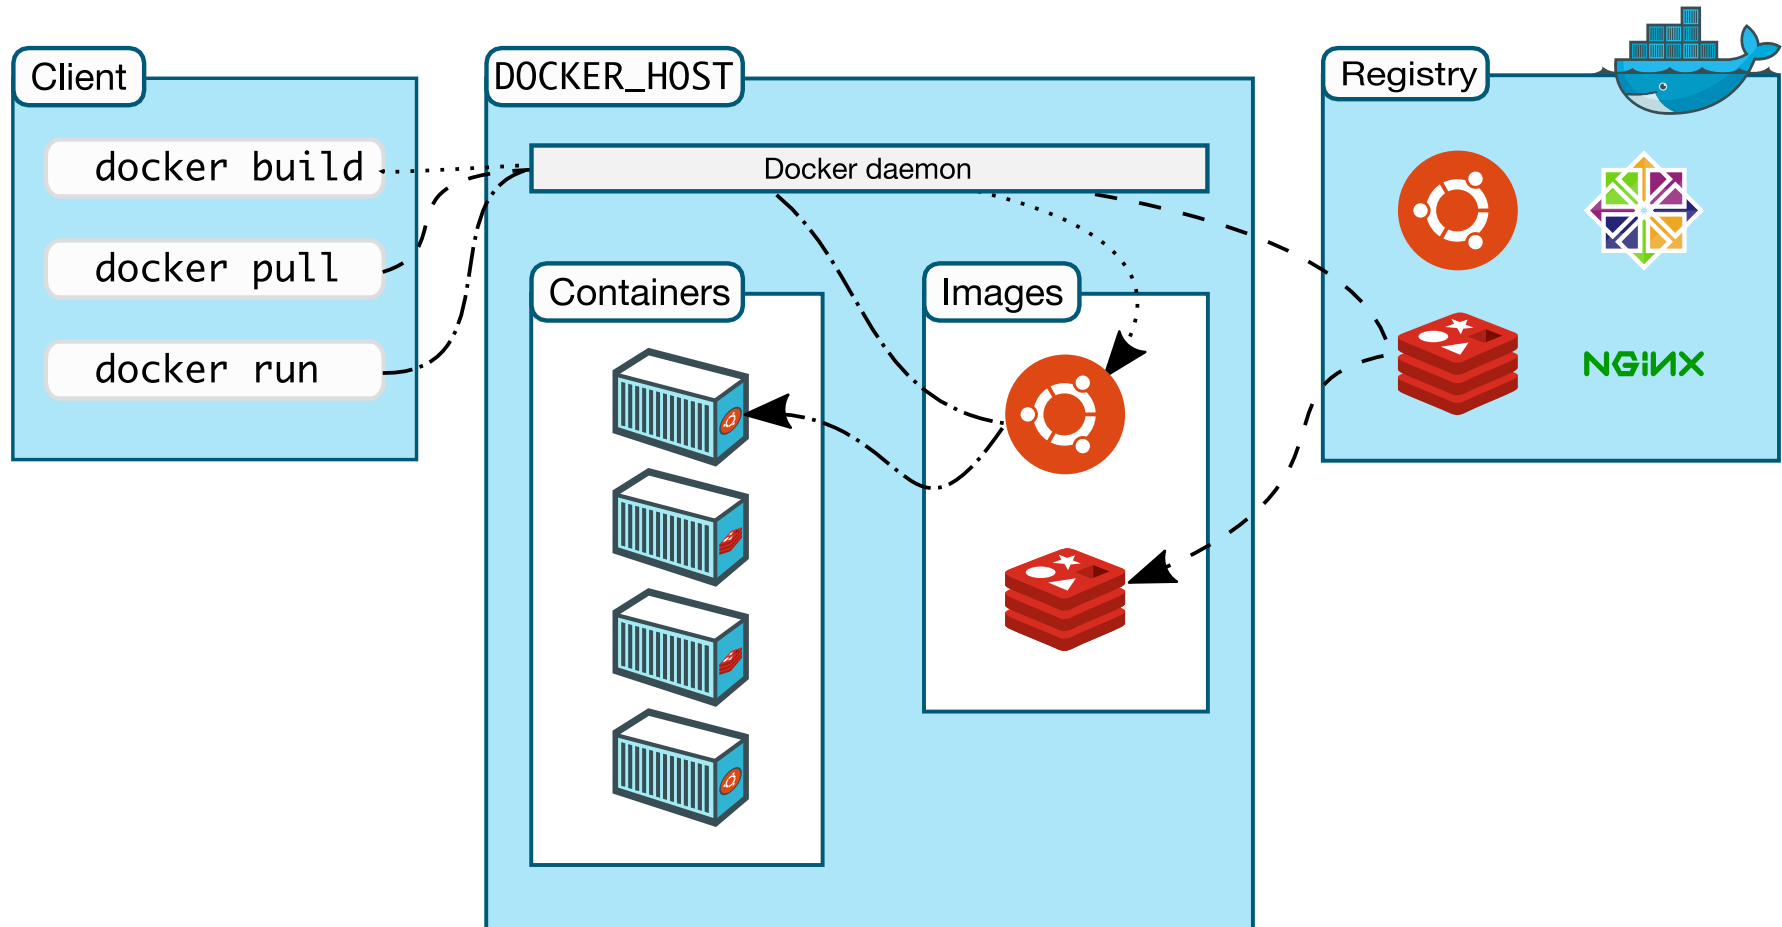 Client
docker build
docker pull
docker run
DOCKER_HOST
Docker daemon
Containers
Images
Registry
NGiNX